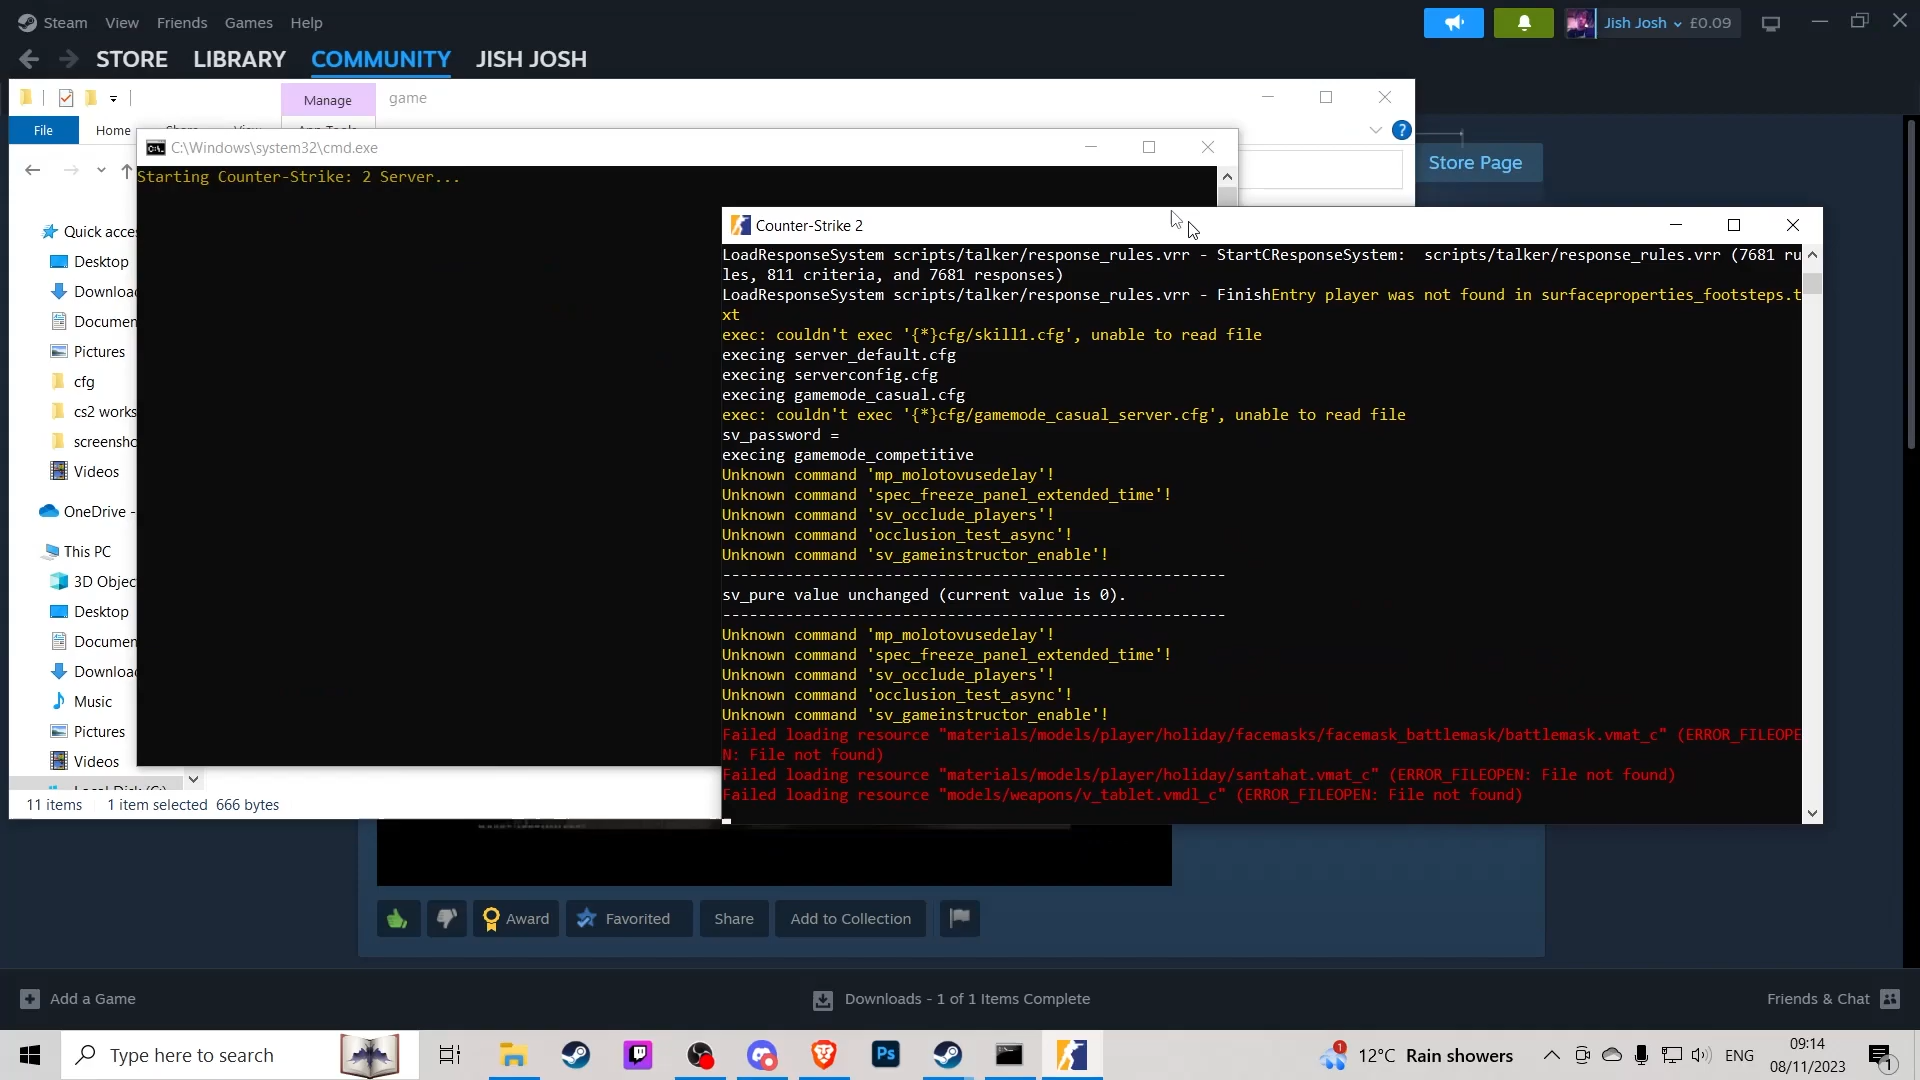 Steam View Friends Games Help
Jish Josh £0.09
STORE LIBRARY COMMUNITY JISH JOSH
Manage game
File Home Share View App Tools
C:\Windows\system32\cmd.exe
Store Page
Starting Counter-Strike: 2 Server...
Counter-Strike 2
LoadResponseSystem scripts/talker/response_rules.vrr - StartCResponseSystem:  scripts/talker/response_rules.vrr (7681 ru
les, 811 criteria, and 7681 responses)
LoadResponseSystem scripts/talker/response_rules.vrr - FinishEntry player was not found in surfaceproperties_footsteps.t
xt
exec: couldn't exec '{*}cfg/skill1.cfg', unable to read file
execing server_default.cfg
execing serverconfig.cfg
execing gamemode_casual.cfg
exec: couldn't exec '{*}cfg/gamemode_casual_server.cfg', unable to read file
sv_password =
execing gamemode_competitive
Unknown command 'mp_molotovusedelay'!
Unknown command 'spec_freeze_panel_extended_time'!
Unknown command 'sv_occlude_players'!
Unknown command 'occlusion_test_async'!
Unknown command 'sv_gameinstructor_enable'!
--------------------------------------------------------
sv_pure value unchanged (current value is 0).
--------------------------------------------------------
Unknown command 'mp_molotovusedelay'!
Unknown command 'spec_freeze_panel_extended_time'!
Unknown command 'sv_occlude_players'!
Unknown command 'occlusion_test_async'!
Unknown command 'sv_gameinstructor_enable'!
Failed loading resource "materials/models/player/holiday/facemasks/facemask_battlemask/battlemask.vmat_c" (ERROR_FILEOPE
N: File not found)
Failed loading resource "materials/models/player/holiday/santahat.vmat_c" (ERROR_FILEOPEN: File not found)
Failed loading resource "models/weapons/v_tablet.vmdl_c" (ERROR_FILEOPEN: File not found)
Quick acces
Desktop
Downloac
Documen
Pictures
cfg
cs2 works
screensho
Videos
OneDrive -
This PC
3D Objec
Desktop
Documen
Downloac
Music
Pictures
Videos
11 items 1 item selected 666 bytes
Award Favorited Share Add to Collection
Add a Game Downloads - 1 of 1 Items Complete Friends & Chat
Type here to search
Ps
1
12°C Rain showers
ENG
09:14
08/11/2023
1